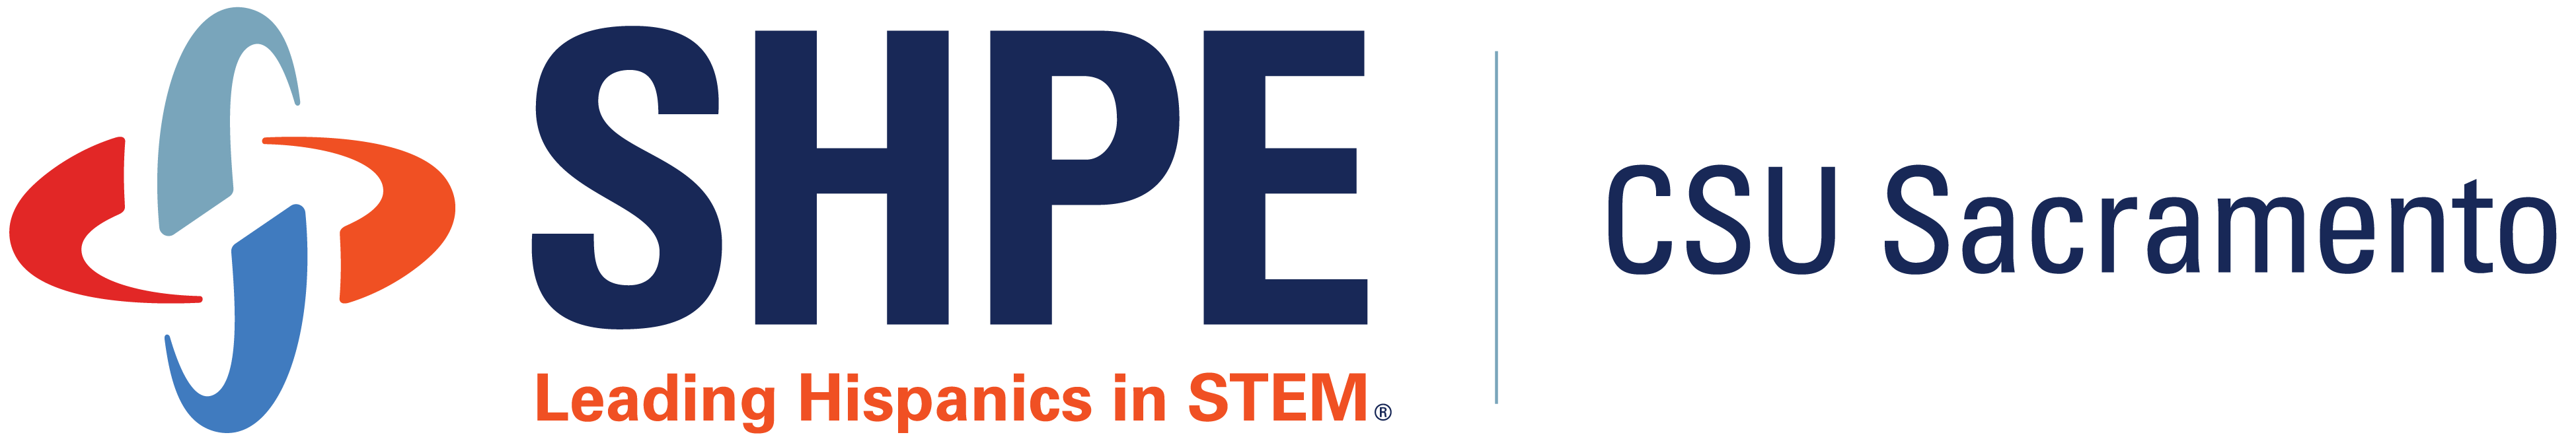 SHPE
Leading Hispanics in STEM®
CSU Sacramento